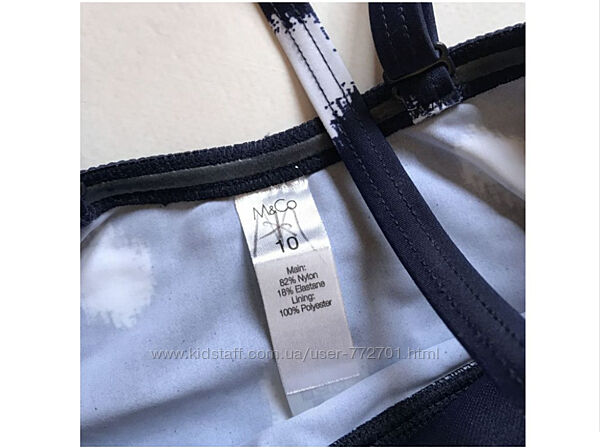 M&Co
10
Main:
82% Nylon
18% Elastane
Lining:
100% Polyester
www.kidstaff.com.ua/user-772701.html